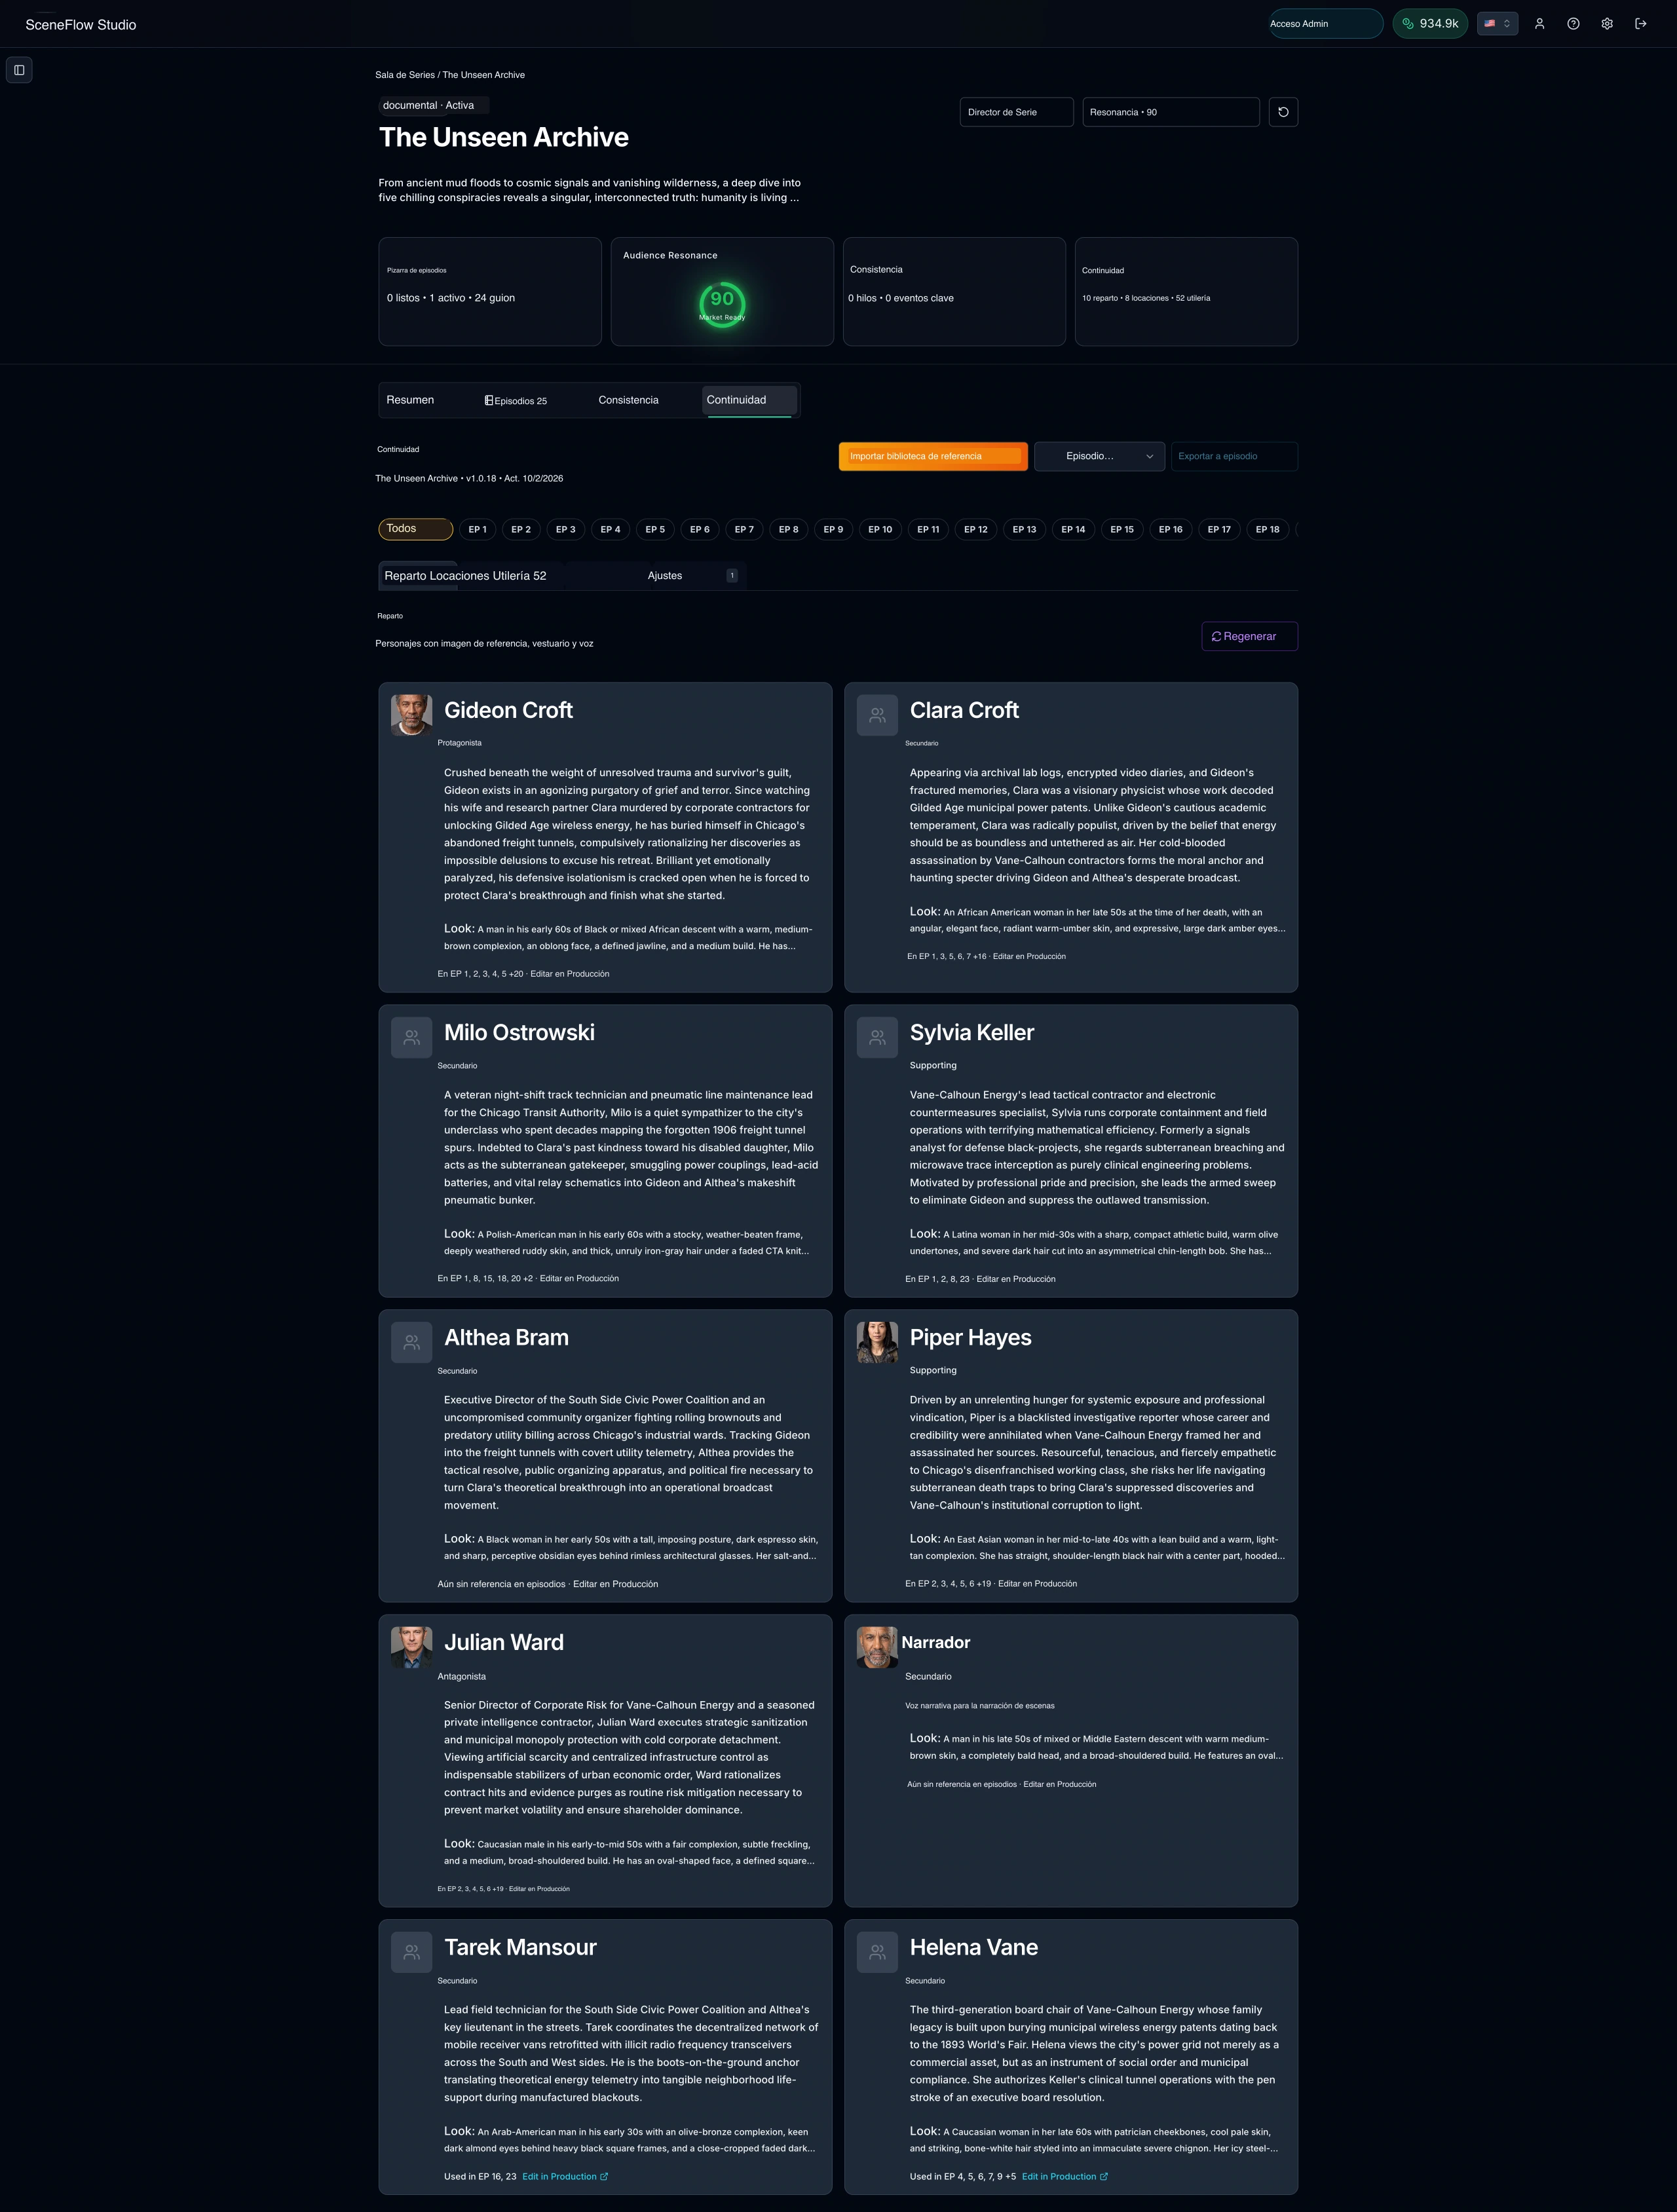 SceneFlow Studio
Acceso Admin
934.9k
Sala de Series / The Unseen Archive
documental · Activa
The Unseen Archive
Director de Serie
Resonancia • 90
From ancient mud floods to cosmic signals and vanishing wilderness, a deep dive into
five chilling conspiracies reveals a singular, interconnected truth: humanity is living ...
Pizarra de episodios
0 listos • 1 activo • 24 guion
Audience Resonance
90
Market Ready
Consistencia
0 hilos • 0 eventos clave
Continuidad
10 reparto • 8 locaciones • 52 utilería
Resumen
Episodios 25
Consistencia
Continuidad
Continuidad
The Unseen Archive • v1.0.18 • Act. 10/2/2026
Importar biblioteca de referencia
Episodio...
Exportar a episodio
Todos
EP 1
EP 2
EP 3
EP 4
EP 5
EP 6
EP 7
EP 8
EP 9
EP 10
EP 11
EP 12
EP 13
EP 14
EP 15
EP 16
EP 17
EP 18
Reparto Locaciones Utilería 52
Ajustes
1
Reparto
Personajes con imagen de referencia, vestuario y voz
Regenerar
Gideon Croft
Protagonista
Crushed beneath the weight of unresolved trauma and survivor's guilt,
Gideon exists in an agonizing purgatory of grief and terror. Since watching
his wife and research partner Clara murdered by corporate contractors for
unlocking Gilded Age wireless energy, he has buried himself in Chicago's
abandoned freight tunnels, compulsively rationalizing her discoveries as
impossible delusions to excuse his retreat. Brilliant yet emotionally
paralyzed, his defensive isolationism is cracked open when he is forced to
protect Clara's breakthrough and finish what she started.
Look: A man in his early 60s of Black or mixed African descent with a warm, medium-
brown complexion, an oblong face, a defined jawline, and a medium build. He has...
En EP 1, 2, 3, 4, 5 +20 · Editar en Producción
Clara Croft
Secundario
Appearing via archival lab logs, encrypted video diaries, and Gideon's
fractured memories, Clara was a visionary physicist whose work decoded
Gilded Age municipal power patents. Unlike Gideon's cautious academic
temperament, Clara was radically populist, driven by the belief that energy
should be as boundless and untethered as air. Her cold-blooded
assassination by Vane-Calhoun contractors forms the moral anchor and
haunting specter driving Gideon and Althea's desperate broadcast.
Look: An African American woman in her late 50s at the time of her death, with an
angular, elegant face, radiant warm-umber skin, and expressive, large dark amber eyes...
En EP 1, 3, 5, 6, 7 +16 · Editar en Producción
Milo Ostrowski
Secundario
A veteran night-shift track technician and pneumatic line maintenance lead
for the Chicago Transit Authority, Milo is a quiet sympathizer to the city's
underclass who spent decades mapping the forgotten 1906 freight tunnel
spurs. Indebted to Clara's past kindness toward his disabled daughter, Milo
acts as the subterranean gatekeeper, smuggling power couplings, lead-acid
batteries, and vital relay schematics into Gideon and Althea's makeshift
pneumatic bunker.
Look: A Polish-American man in his early 60s with a stocky, weather-beaten frame,
deeply weathered ruddy skin, and thick, unruly iron-gray hair under a faded CTA knit...
En EP 1, 8, 15, 18, 20 +2 · Editar en Producción
Sylvia Keller
Supporting
Vane-Calhoun Energy's lead tactical contractor and electronic
countermeasures specialist, Sylvia runs corporate containment and field
operations with terrifying mathematical efficiency. Formerly a signals
analyst for defense black-projects, she regards subterranean breaching and
microwave trace interception as purely clinical engineering problems.
Motivated by professional pride and precision, she leads the armed sweep
to eliminate Gideon and suppress the outlawed transmission.
Look: A Latina woman in her mid-30s with a sharp, compact athletic build, warm olive
undertones, and severe dark hair cut into an asymmetrical chin-length bob. She has...
En EP 1, 2, 8, 23 · Editar en Producción
Althea Bram
Secundario
Executive Director of the South Side Civic Power Coalition and an
uncompromised community organizer fighting rolling brownouts and
predatory utility billing across Chicago's industrial wards. Tracking Gideon
into the freight tunnels with covert utility telemetry, Althea provides the
tactical resolve, public organizing apparatus, and political fire necessary to
turn Clara's theoretical breakthrough into an operational broadcast
movement.
Look: A Black woman in her early 50s with a tall, imposing posture, dark espresso skin,
and sharp, perceptive obsidian eyes behind rimless architectural glasses. Her salt-and...
Aún sin referencia en episodios · Editar en Producción
Piper Hayes
Supporting
Driven by an unrelenting hunger for systemic exposure and professional
vindication, Piper is a blacklisted investigative reporter whose career and
credibility were annihilated when Vane-Calhoun Energy framed her and
assassinated her sources. Resourceful, tenacious, and fiercely empathetic
to Chicago's disenfranchised working class, she risks her life navigating
subterranean death traps to bring Clara's suppressed discoveries and
Vane-Calhoun's institutional corruption to light.
Look: An East Asian woman in her mid-to-late 40s with a lean build and a warm, light-
tan complexion. She has straight, shoulder-length black hair with a center part, hooded...
En EP 2, 3, 4, 5, 6 +19 · Editar en Producción
Julian Ward
Antagonista
Senior Director of Corporate Risk for Vane-Calhoun Energy and a seasoned
private intelligence contractor, Julian Ward executes strategic sanitization
and municipal monopoly protection with cold corporate detachment.
Viewing artificial scarcity and centralized infrastructure control as
indispensable stabilizers of urban economic order, Ward rationalizes
contract hits and evidence purges as routine risk mitigation necessary to
prevent market volatility and ensure shareholder dominance.
Look: Caucasian male in his early-to-mid 50s with a fair complexion, subtle freckling,
and a medium, broad-shouldered build. He has an oval-shaped face, a defined square...
En EP 2, 3, 4, 5, 6 +19 · Editar en Producción
Narrador
Secundario
Voz narrativa para la narración de escenas
Look: A man in his late 50s of mixed or Middle Eastern descent with warm medium-
brown skin, a completely bald head, and a broad-shouldered build. He features an oval...
Aún sin referencia en episodios · Editar en Producción
Tarek Mansour
Secundario
Lead field technician for the South Side Civic Power Coalition and Althea's
key lieutenant in the streets. Tarek coordinates the decentralized network of
mobile receiver vans retrofitted with illicit radio frequency transceivers
across the South and West sides. He is the boots-on-the-ground anchor
translating theoretical energy telemetry into tangible neighborhood life-
support during manufactured blackouts.
Look: An Arab-American man in his early 30s with an olive-bronze complexion, keen
dark almond eyes behind heavy black square frames, and a close-cropped faded dark...
Used in EP 16, 23 Edit in Production
Helena Vane
Secundario
The third-generation board chair of Vane-Calhoun Energy whose family
legacy is built upon burying municipal wireless energy patents dating back
to the 1893 World's Fair. Helena views the city's power grid not merely as a
commercial asset, but as an instrument of social order and municipal
compliance. She authorizes Keller's clinical tunnel operations with the pen
stroke of an executive board resolution.
Look: A Caucasian woman in her late 60s with patrician cheekbones, cool pale skin,
and striking, bone-white hair styled into an immaculate severe chignon. Her icy steel-...
Used in EP 4, 5, 6, 7, 9 +5 Edit in Production